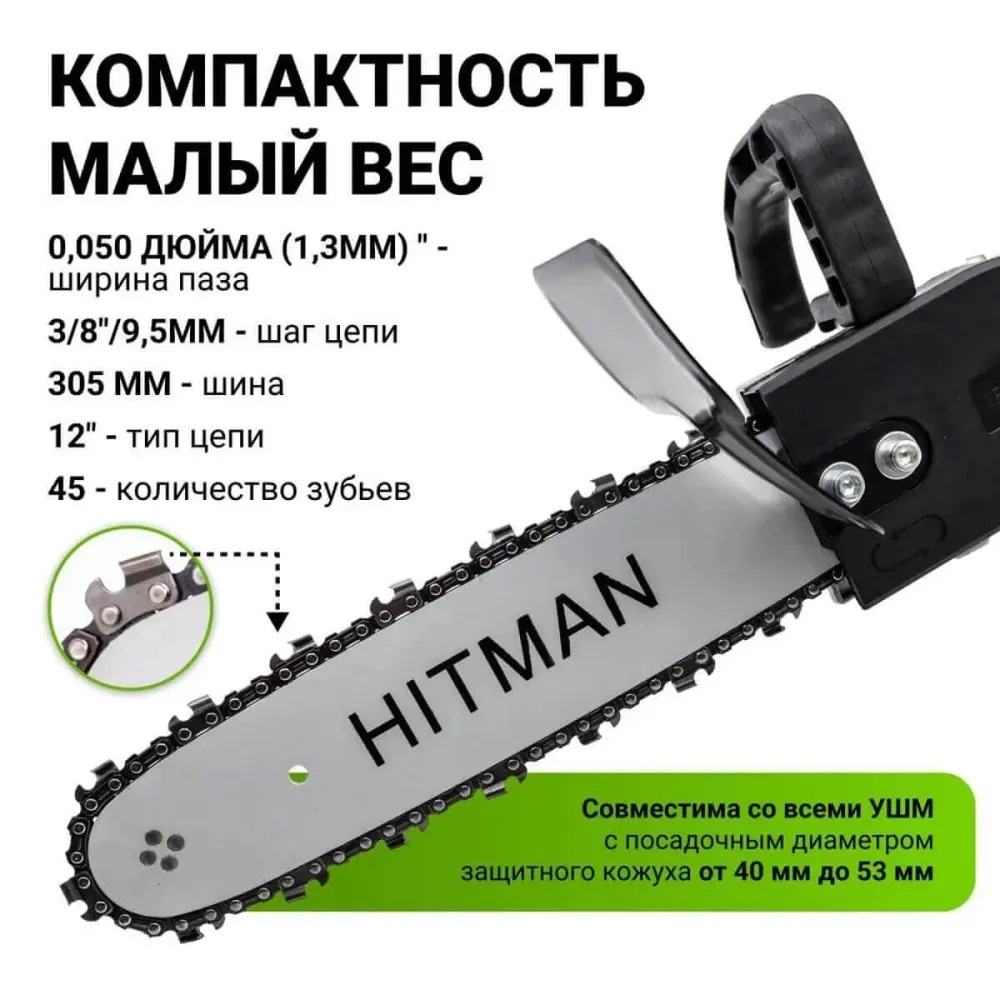 КОМПАКТНОСТЬ
МАЛЫЙ ВЕС
0,050 ДЮЙМА (1,3ММ) " -
ширина паза
3/8"/9,5ММ - шаг цепи
305 ММ - шина
12" - тип цепи
45 - количество зубьев
HITMAN
Совместима со всеми УШМ
с посадочным диаметром
защитного кожуха от 40 мм до 53 мм